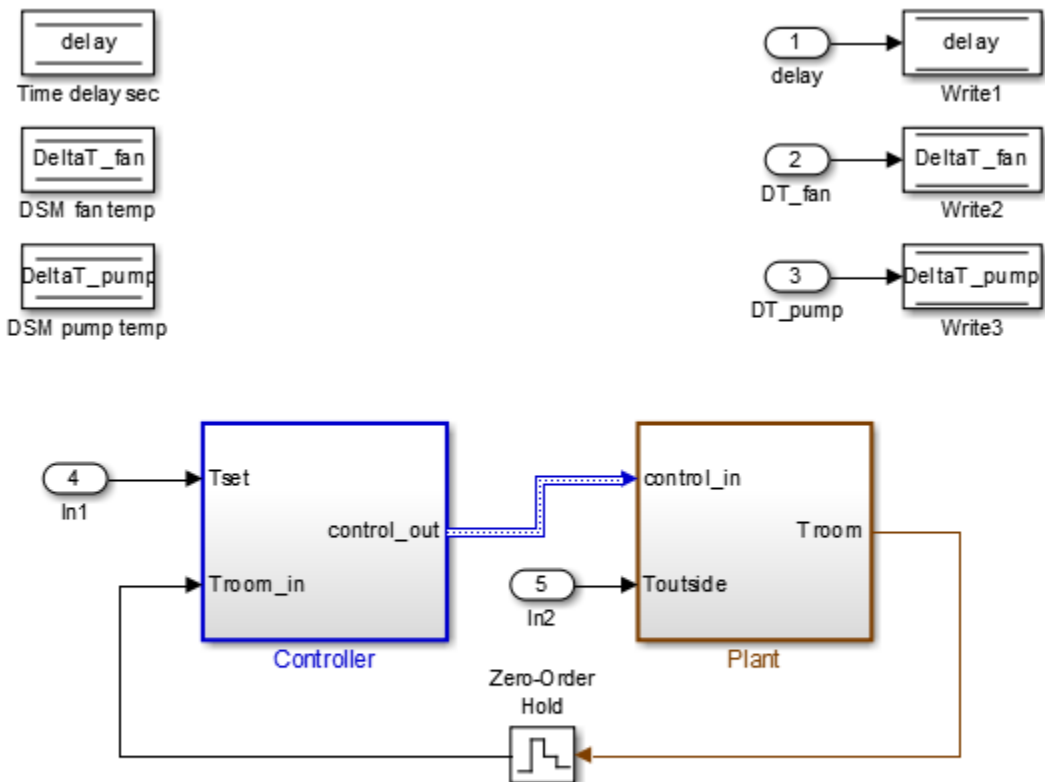 delay
Time delay sec
DeltaT_fan
DSM fan temp
DeltaT_pump
DSM pump temp
1
delay
delay
Write1
2
DT_fan
DeltaT_fan
Write2
3
DT_pump
DeltaT_pump
Write3
4
In1
Tset
Troom_in
control_out
Controller
5
In2
control_in
Toutside
Troom
Plant
Zero-Order
Hold